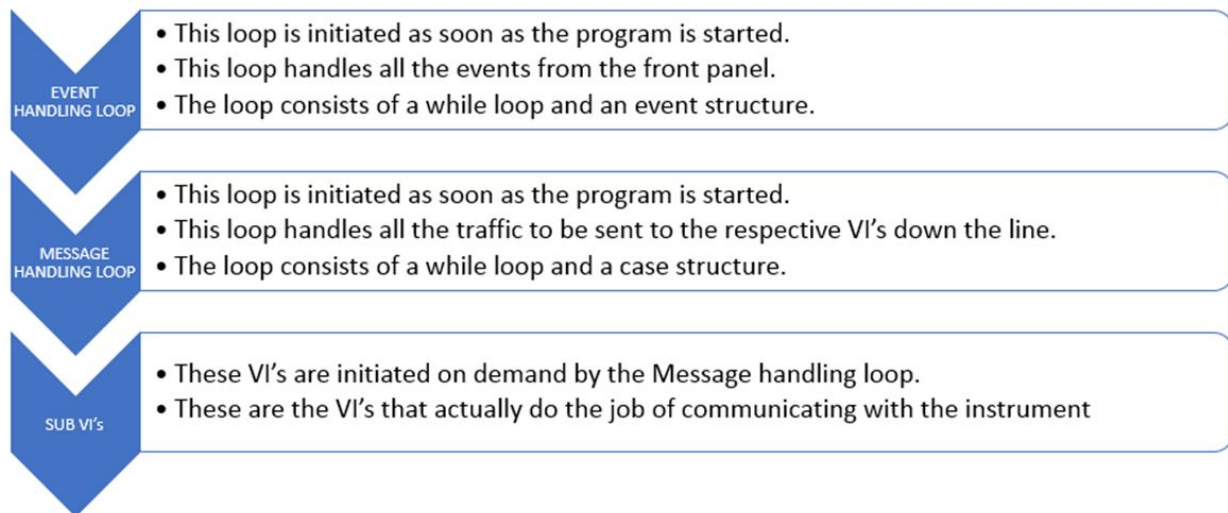 EVENT
HANDLING LOOP
• This loop is initiated as soon as the program is started.
• This loop handles all the events from the front panel.
• The loop consists of a while loop and an event structure.
MESSAGE
HANDLING LOOP
• This loop is initiated as soon as the program is started.
• This loop handles all the traffic to be sent to the respective VI’s down the line.
• The loop consists of a while loop and a case structure.
SUB VI’s
• These VI’s are initiated on demand by the Message handling loop.
• These are the VI’s that actually do the job of communicating with the instrument